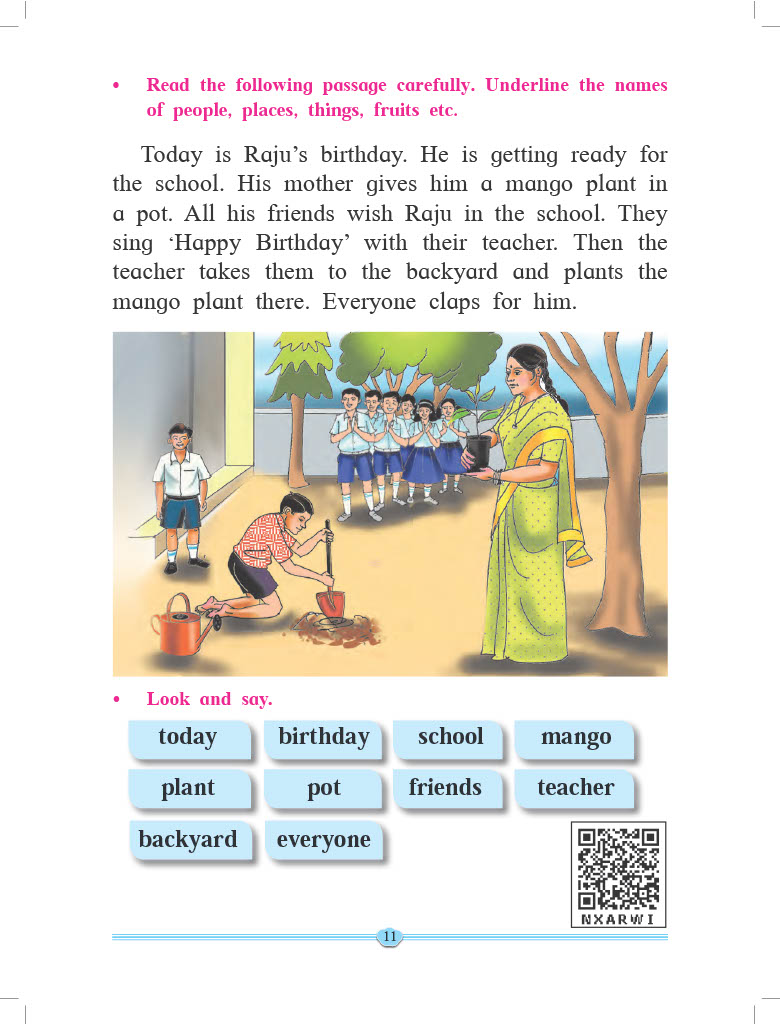 • Read the following passage carefully. Underline the names
of people, places, things, fruits etc.
Today is Raju’s birthday. He is getting ready for
the school. His mother gives him a mango plant in
a pot. All his friends wish Raju in the school. They
sing ‘Happy Birthday’ with their teacher. Then the
teacher takes them to the backyard and plants the
mango plant there. Everyone claps for him.
• Look and say.
today birthday school mango
plant pot friends teacher
backyard everyone
NXARWI
11